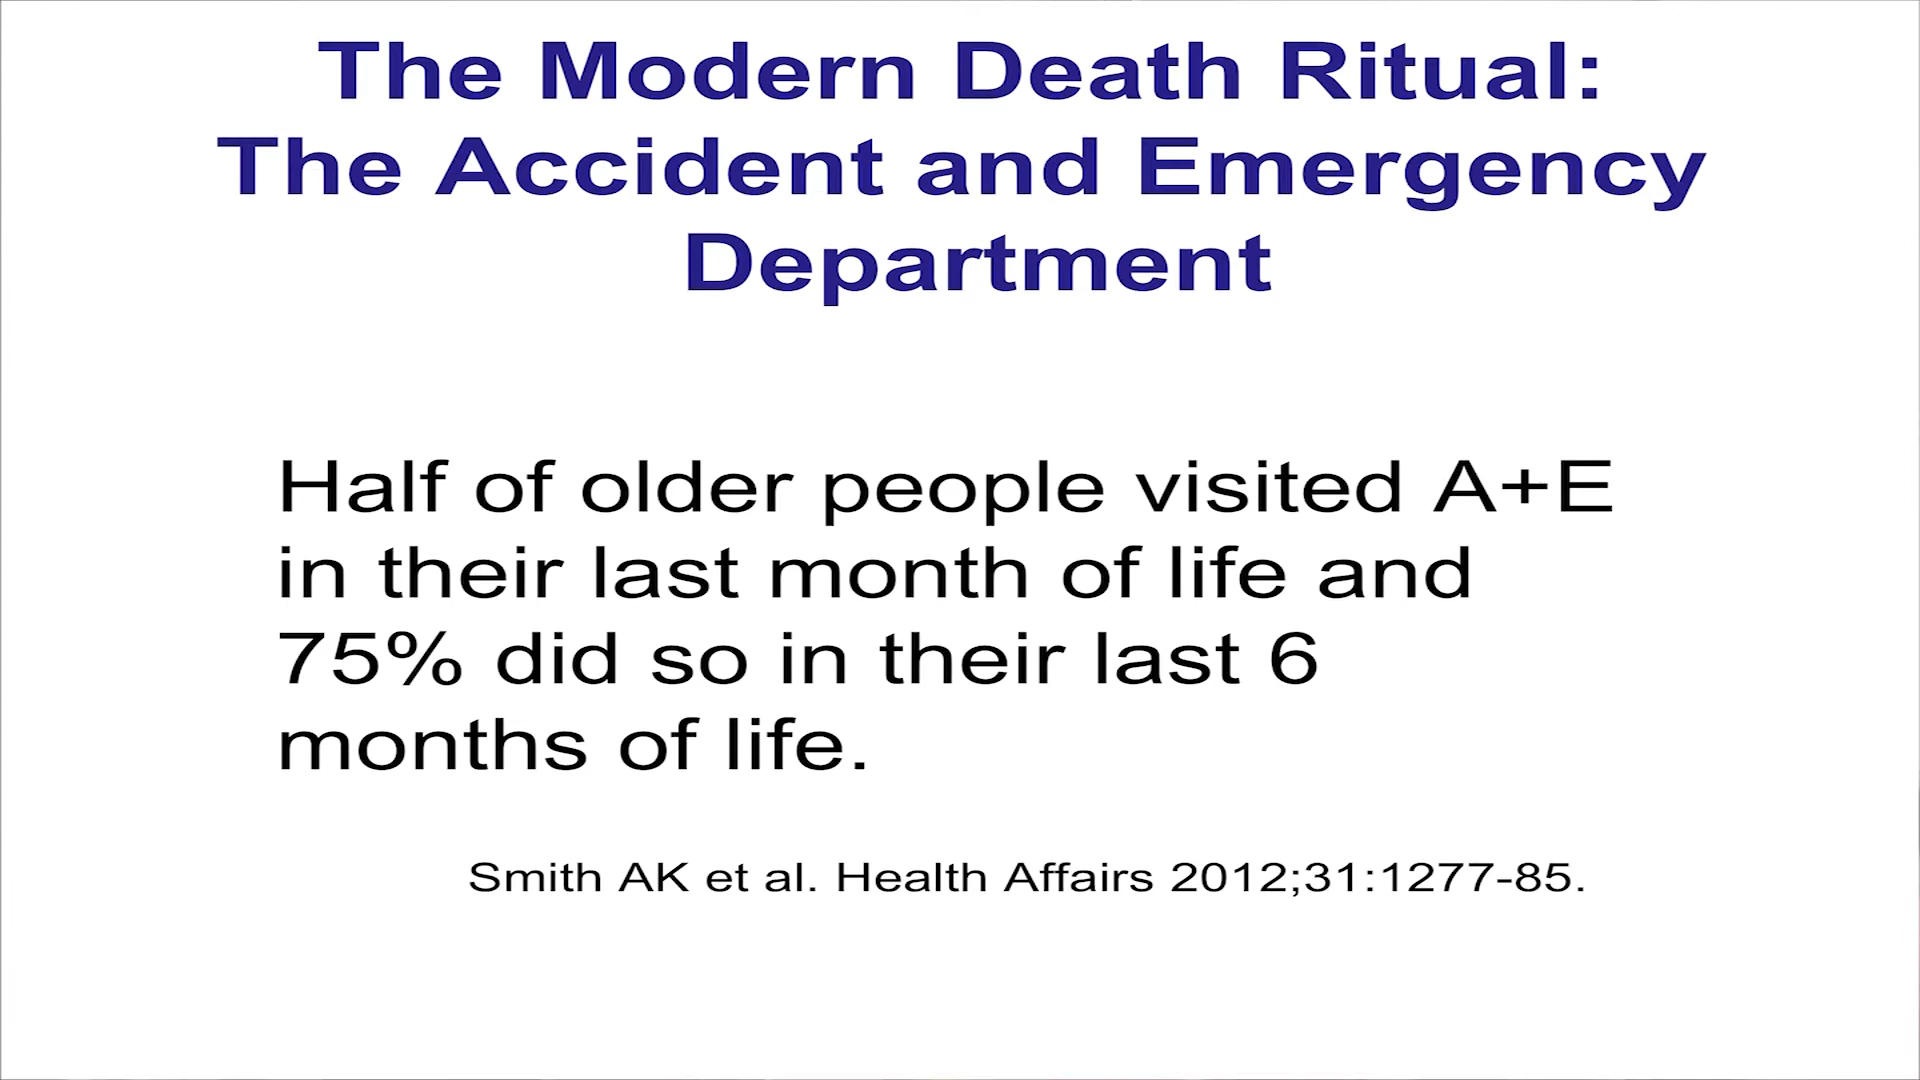 The Modern Death Ritual:
The Accident and Emergency
Department
Half of older people visited A+E
in their last month of life and
75% did so in their last 6
months of life.
Smith AK et al. Health Affairs 2012;31:1277-85.